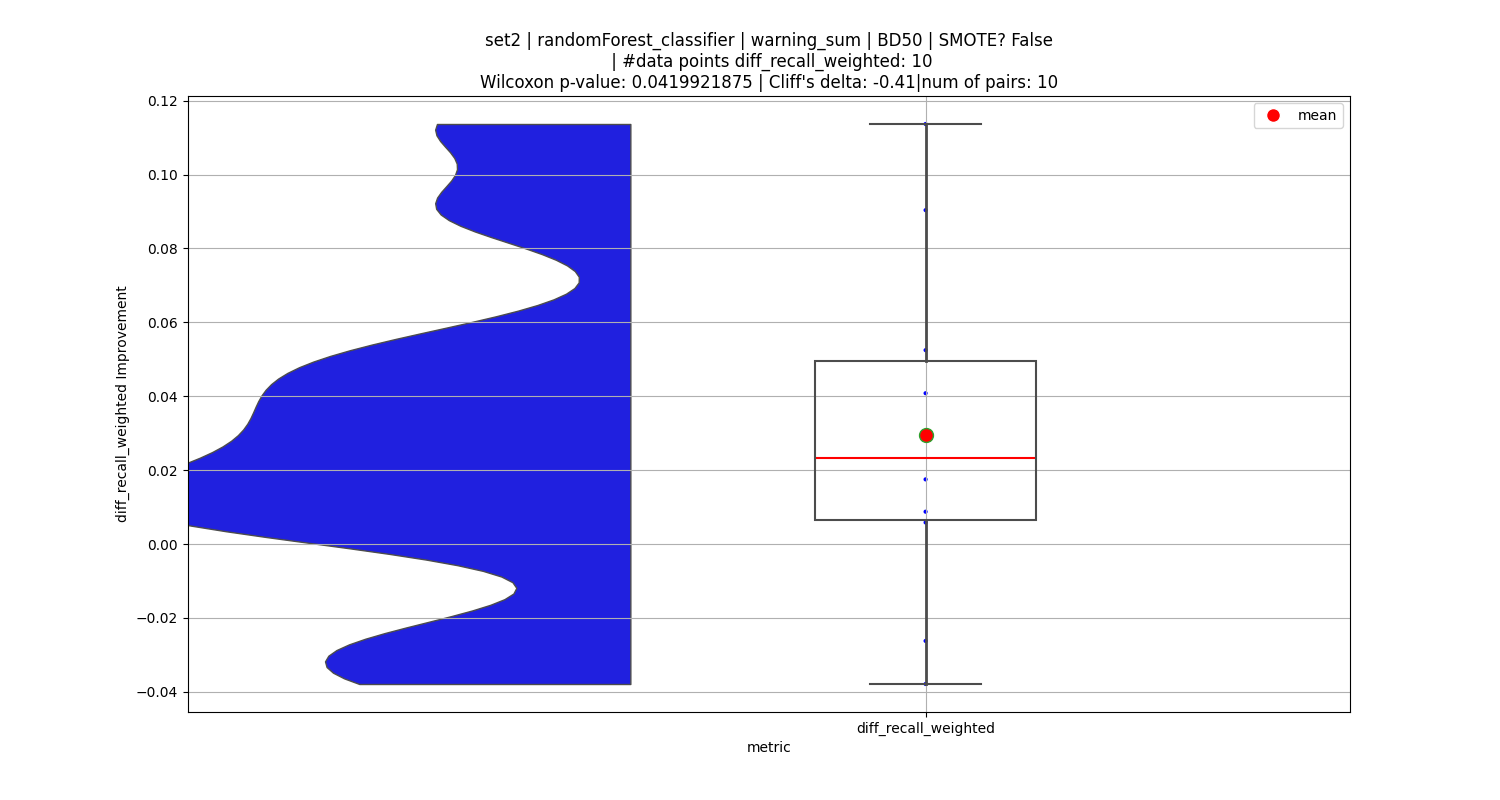 set2 | randomForest_classifier | warning_sum | BD50 | SMOTE? False
| #data points diff_recall_weighted: 10
Wilcoxon p-value: 0.0419921875 | Cliff's delta: -0.41|num of pairs: 10
mean
0.12
0.10
0.08
0.06
0.04
0.02
0.00
−0.02
−0.04
diff_recall_weighted Improvement
diff_recall_weighted
metric